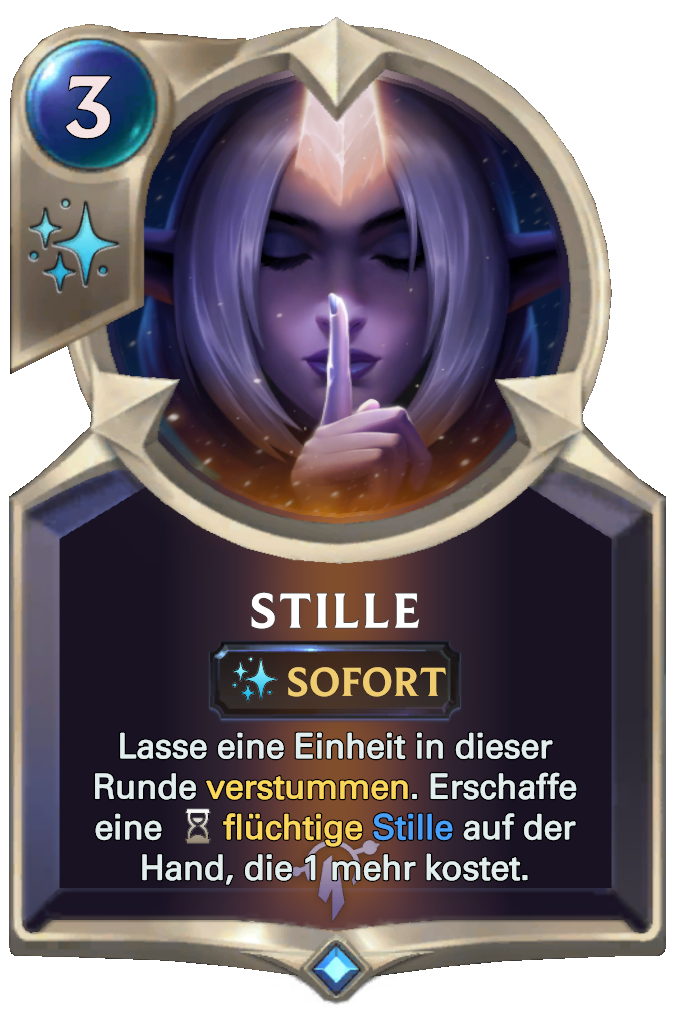 3
STILLE
SOFORT
Lasse eine Einheit in dieser
Runde verstummen. Erschaffe
eine flüchtige Stille auf der
Hand, die 1 mehr kostet.